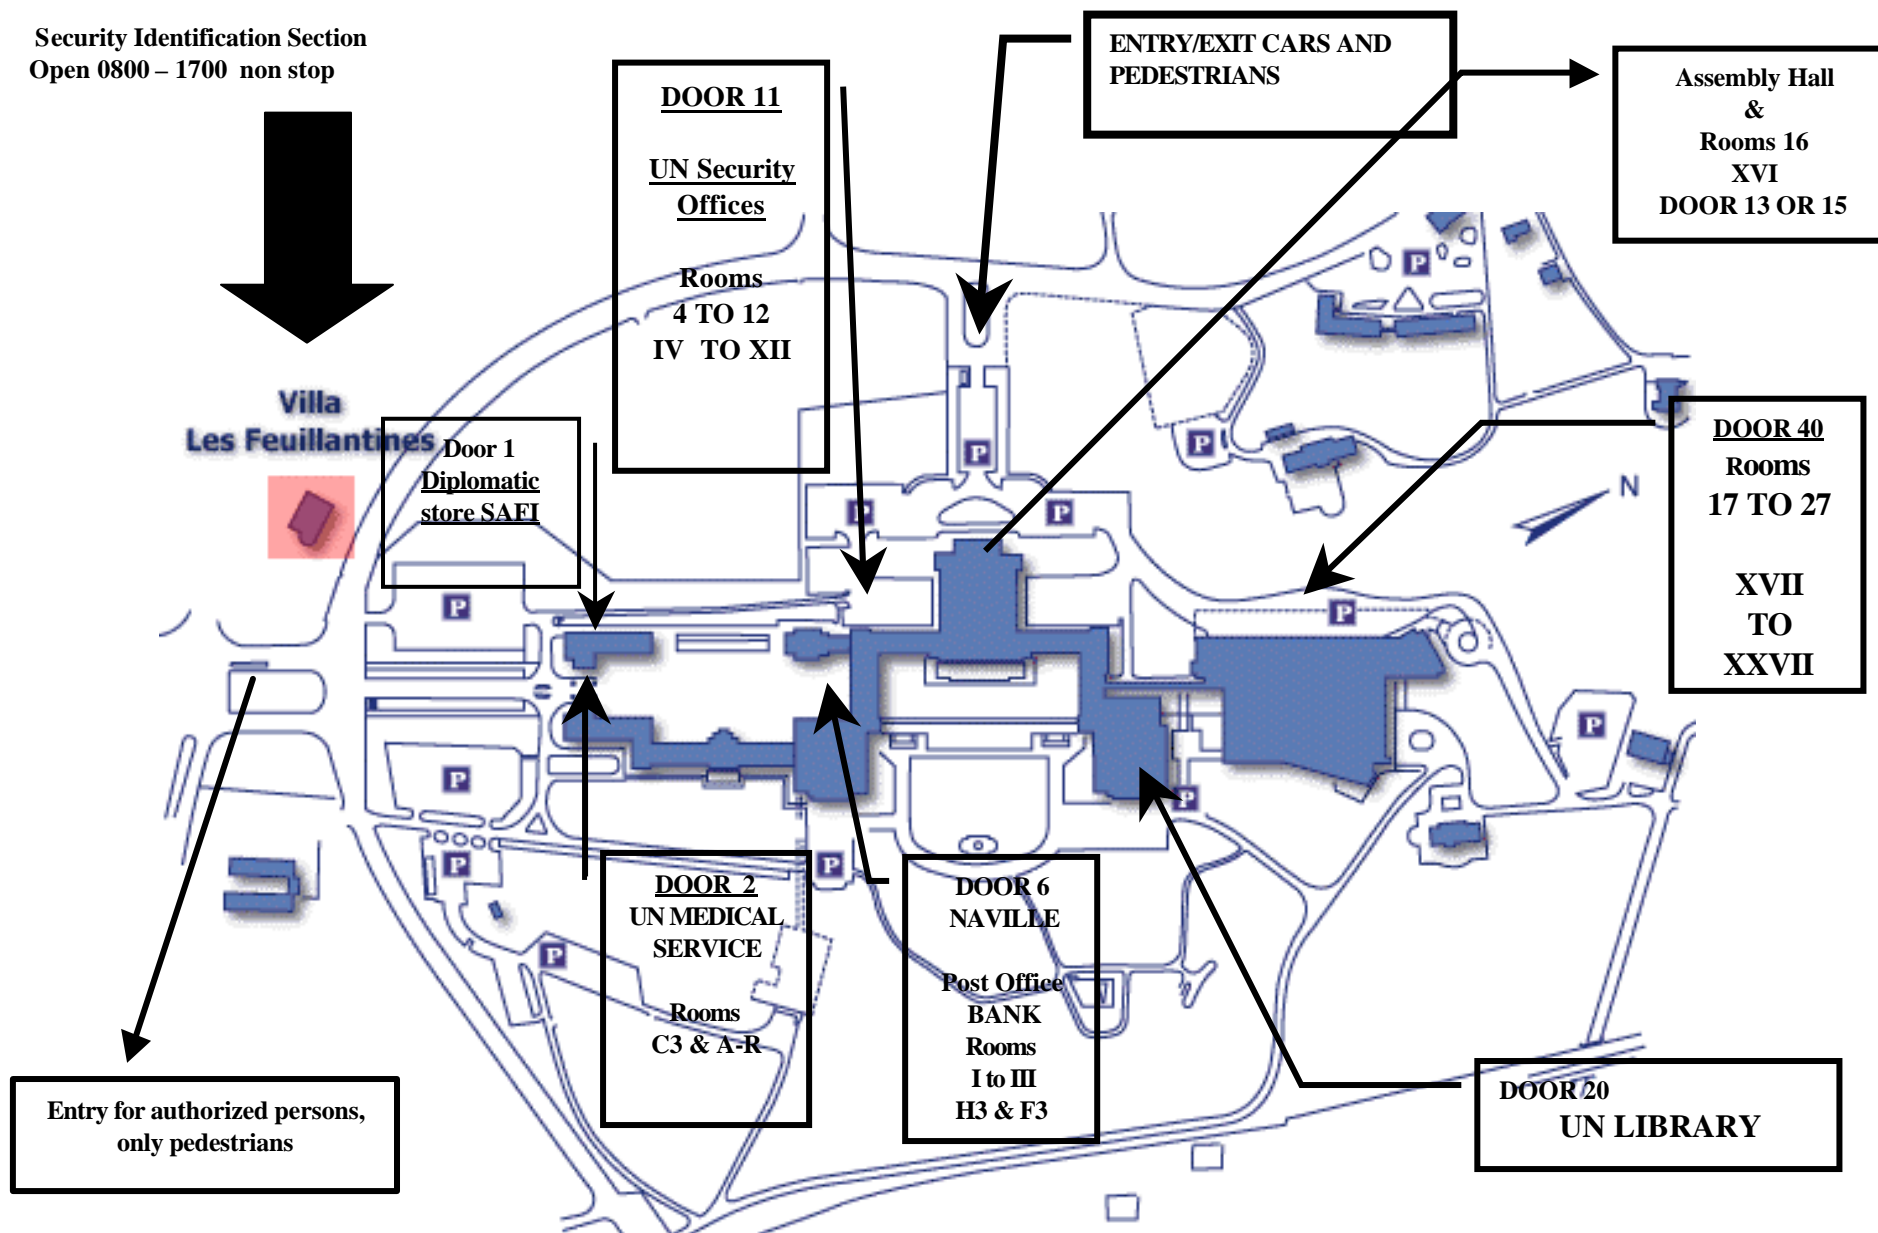 Security Identification Section
Open 0800 – 1700 non stop
ENTRY/EXIT CARS AND
PEDESTRIANS
DOOR 11
UN Security
Offices
Rooms
4 TO 12
IV TO XII
Assembly Hall
&
Rooms 16
XVI
DOOR 13 OR 15
P
Villa
Les Feuillantines
Door 1
Diplomatic
store SAFI
P
P
P
P
DOOR 40
Rooms
17 TO 27
XVII
TO
XXVII
N
P
P
P
P
P
P
P
P
DOOR 2
UN MEDICAL
SERVICE
Rooms
C3 & A-R
DOOR 6
NAVILLE
Post Office
BANK
Rooms
I to III
H3 & F3
Entry for authorized persons,
only pedestrians
DOOR 20
UN LIBRARY